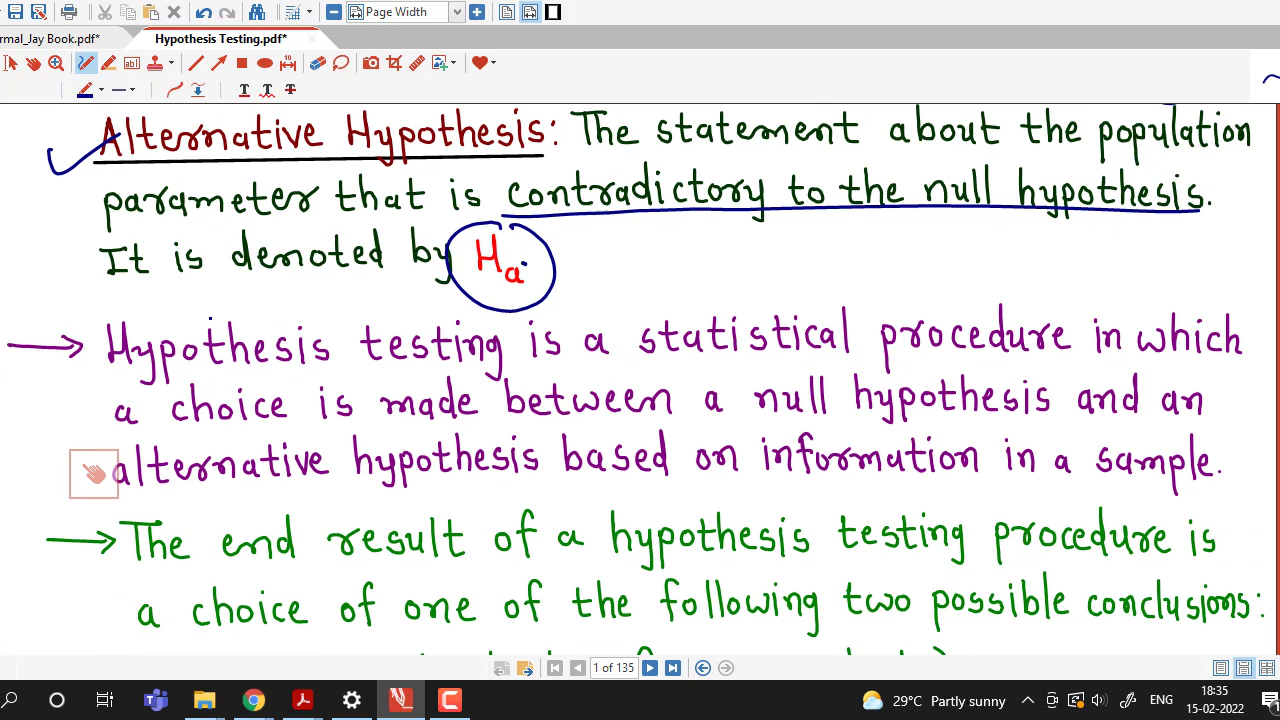 Page Width
rmal_Jay Book.pdf*
Hypothesis Testing.pdf*
Alternative Hypothesis: The statement about the population
parameter that is contradictory to the null hypothesis.
It is denoted by Ha.
Hypothesis testing is a statistical procedure in which
a choice is made between a null hypothesis and an
alternative hypothesis based on information in a sample.
The end result of a hypothesis testing procedure is
a choice of one of the following two possible conclusions:
1 of 135
29°C Partly sunny
ENG
18:35
15-02-2022